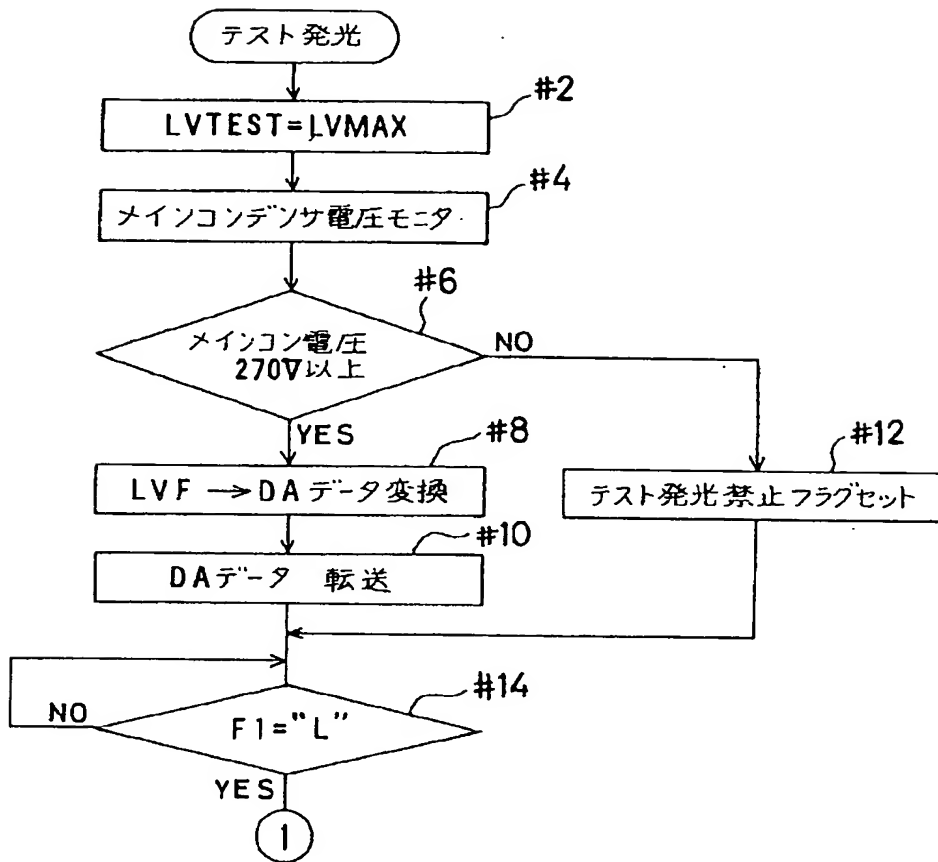 テスト発光
#2
LVTEST=LVMAX
#4
メインコンデンサ電圧モニタ
#6
メインコン電圧
270V以上
NO
YES
#8
LVF→DAデータ変換
#12
テスト発光禁止フラグセット
#10
DAデータ 転送
#14
F1="L"
NO
YES
1